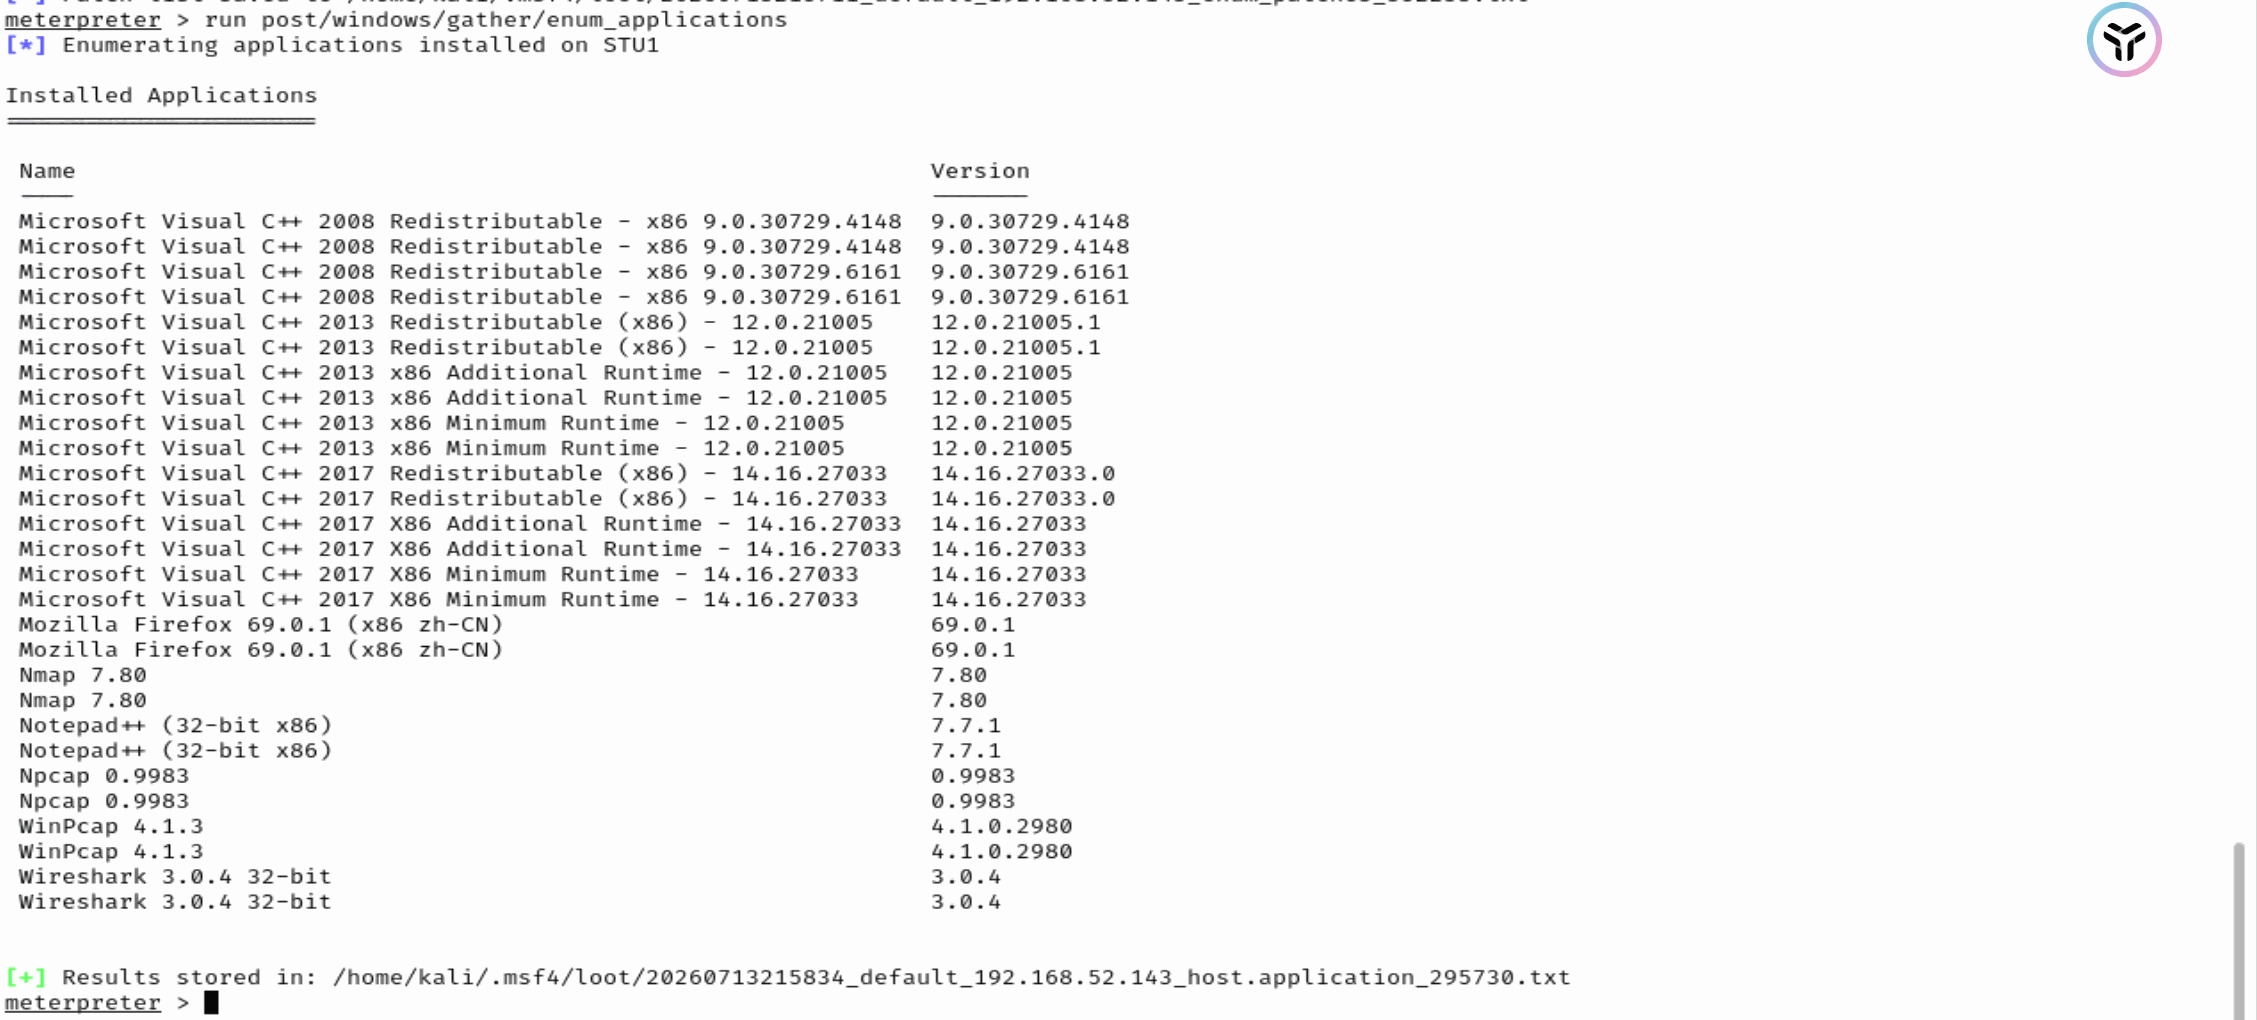 meterpreter > run post/windows/gather/enum_applications
[*] Enumerating applications installed on STU1
Installed Applications
Name Version
Microsoft Visual C++ 2008 Redistributable - x86 9.0.30729.4148 9.0.30729.4148
Microsoft Visual C++ 2008 Redistributable - x86 9.0.30729.4148 9.0.30729.4148
Microsoft Visual C++ 2008 Redistributable - x86 9.0.30729.6161 9.0.30729.6161
Microsoft Visual C++ 2008 Redistributable - x86 9.0.30729.6161 9.0.30729.6161
Microsoft Visual C++ 2013 Redistributable (x86) - 12.0.21005 12.0.21005.1
Microsoft Visual C++ 2013 Redistributable (x86) - 12.0.21005 12.0.21005.1
Microsoft Visual C++ 2013 x86 Additional Runtime - 12.0.21005 12.0.21005
Microsoft Visual C++ 2013 x86 Additional Runtime - 12.0.21005 12.0.21005
Microsoft Visual C++ 2013 x86 Minimum Runtime - 12.0.21005 12.0.21005
Microsoft Visual C++ 2013 x86 Minimum Runtime - 12.0.21005 12.0.21005
Microsoft Visual C++ 2017 Redistributable (x86) - 14.16.27033 14.16.27033.0
Microsoft Visual C++ 2017 Redistributable (x86) - 14.16.27033 14.16.27033.0
Microsoft Visual C++ 2017 X86 Additional Runtime - 14.16.27033 14.16.27033
Microsoft Visual C++ 2017 X86 Additional Runtime - 14.16.27033 14.16.27033
Microsoft Visual C++ 2017 X86 Minimum Runtime - 14.16.27033 14.16.27033
Microsoft Visual C++ 2017 X86 Minimum Runtime - 14.16.27033 14.16.27033
Mozilla Firefox 69.0.1 (x86 zh-CN) 69.0.1
Mozilla Firefox 69.0.1 (x86 zh-CN) 69.0.1
Nmap 7.80 7.80
Nmap 7.80 7.80
Notepad++ (32-bit x86) 7.7.1
Notepad++ (32-bit x86) 7.7.1
Npcap 0.9983 0.9983
Npcap 0.9983 0.9983
WinPcap 4.1.3 4.1.0.2980
WinPcap 4.1.3 4.1.0.2980
Wireshark 3.0.4 32-bit 3.0.4
Wireshark 3.0.4 32-bit 3.0.4
[+] Results stored in: /home/kali/.msf4/loot/20260713215834_default_192.168.52.143_host.application_295730.txt
meterpreter >